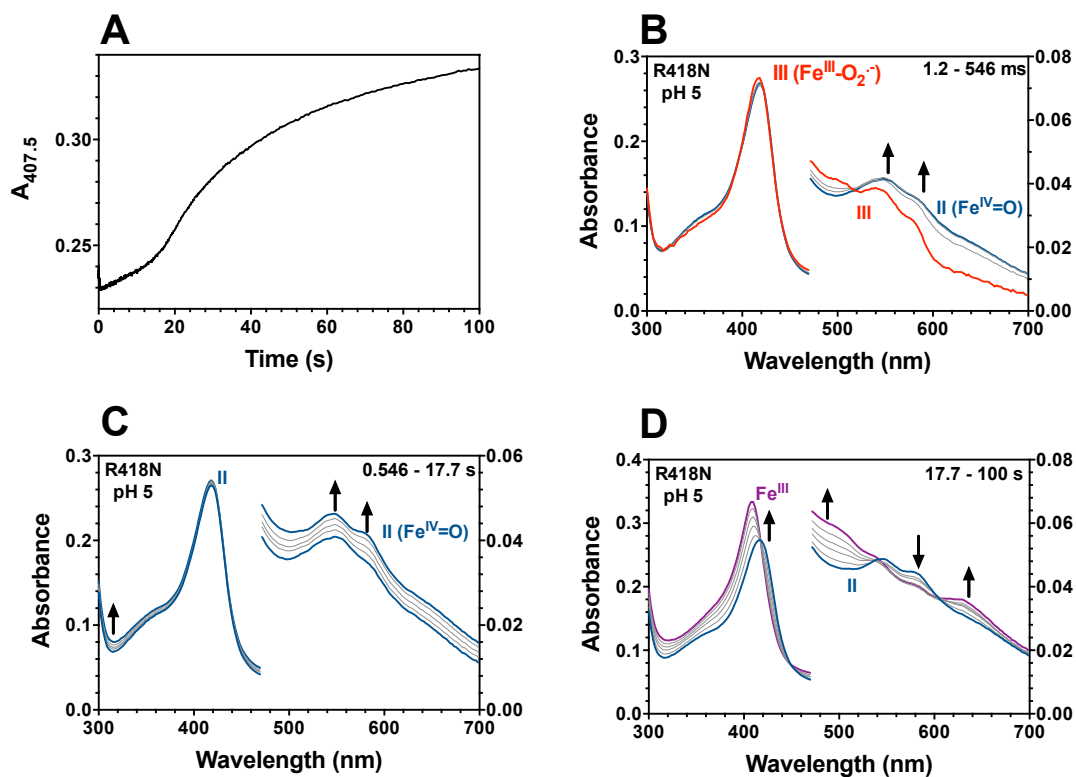 A
0.30
0.25
A407.5
0 20 40 60 80 100
Time (s)
B
R418N
pH 5
III (FeIII-O2·-)
1.2 - 546 ms
III
II (FeIV=O)
0.3
0.2
0.1
0.0
0.08
0.06
0.04
0.02
0.00
Absorbance
300 400 500 600 700
Wavelength (nm)
C
R418N
pH 5
II
0.546 - 17.7 s
II (FeIV=O)
0.3
0.2
0.1
0.0
0.06
0.04
0.02
0.00
Absorbance
300 400 500 600 700
Wavelength (nm)
D
R418N
pH 5
FeIII
17.7 - 100 s
II
0.4
0.3
0.2
0.1
0.0
0.08
0.06
0.04
0.02
0.00
Absorbance
300 400 500 600 700
Wavelength (nm)